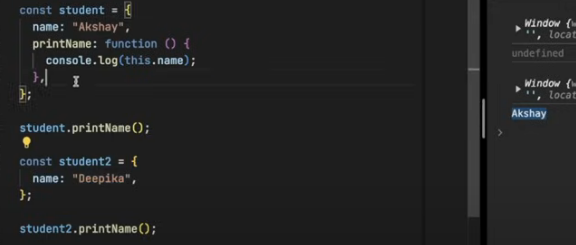 const student = {
name: "Akshay",
printName: function () {
console.log(this.name);
},
};
student.printName();
const student2 = {
name: "Deepika",
};
student2.printName();
Window {
'', locat
undefined
Window {
'', locat
Akshay